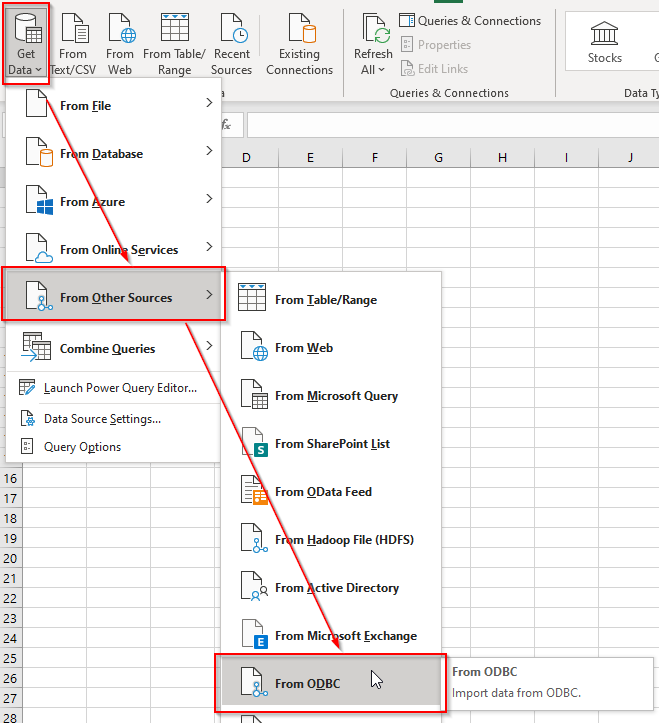 Get
Data
From
Text/CSV
From
Web
From Table/
Range
Recent
Sources
Existing
Connections
Refresh
All
Queries & Connections
Properties
Edit Links
Queries & Connections
Stocks
Data Ty
fx
From File
From Database
From Azure
From Online Services
From Other Sources
Combine Queries
Launch Power Query Editor...
Data Source Settings...
Query Options
D E F G H I J
From Table/Range
From Web
From Microsoft Query
From SharePoint List
From OData Feed
From Hadoop File (HDFS)
From Active Directory
From Microsoft Exchange
From ODBC
From ODBC
Import data from ODBC.
16
17
18
19
20
21
22
23
24
25
26
27
28